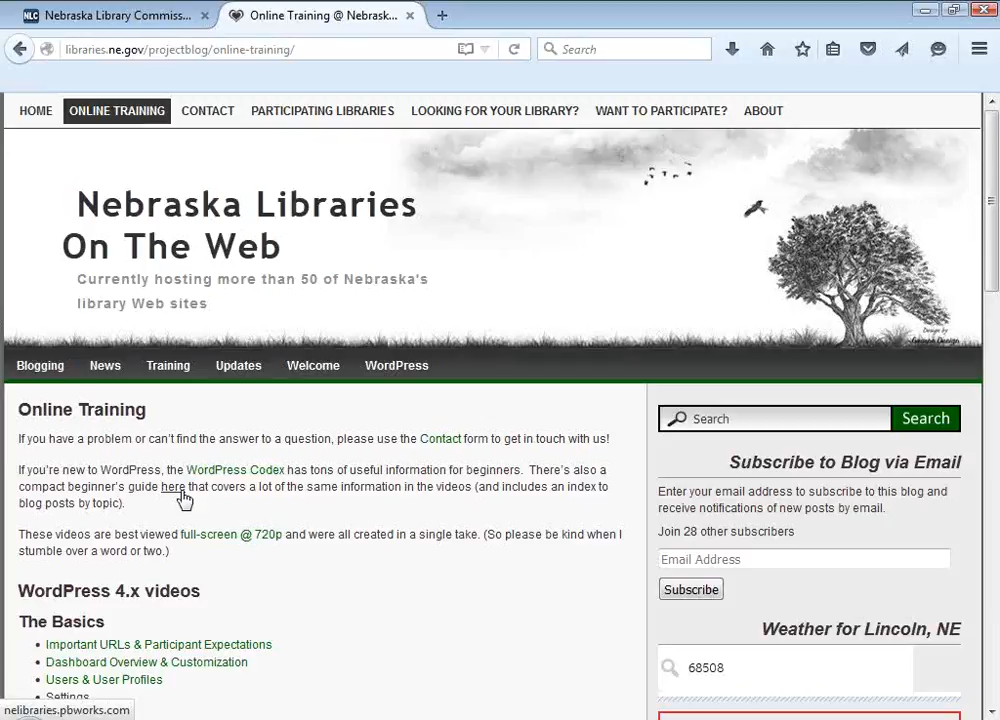 Nebraska Library Commiss... × Online Training @ Nebrask... × +
libraries.ne.gov/projectblog/online-training/ Search
HOME ONLINE TRAINING CONTACT PARTICIPATING LIBRARIES LOOKING FOR YOUR LIBRARY? WANT TO PARTICIPATE? ABOUT
Nebraska Libraries
On The Web
Currently hosting more than 50 of Nebraska's
library Web sites
Design by
Blogging News Training Updates Welcome WordPress
Online Training
If you have a problem or can't find the answer to a question, please use the Contact form to get in touch with us!
If you're new to WordPress, the WordPress Codex has tons of useful information for beginners. There's also a
compact beginner's guide here that covers a lot of the same information in the videos (and includes an index to
blog posts by topic).
These videos are best viewed full-screen @ 720p and were all created in a single take. (So please be kind when I
stumble over a word or two.)
WordPress 4.x videos
The Basics
• Important URLs & Participant Expectations
• Dashboard Overview & Customization
• Users & User Profiles
• Settings
nelibraries.pbworks.com
Search Search
Subscribe to Blog via Email
Enter your email address to subscribe to this blog and
receive notifications of new posts by email.
Join 28 other subscribers
Email Address
Subscribe
Weather for Lincoln, NE
68508